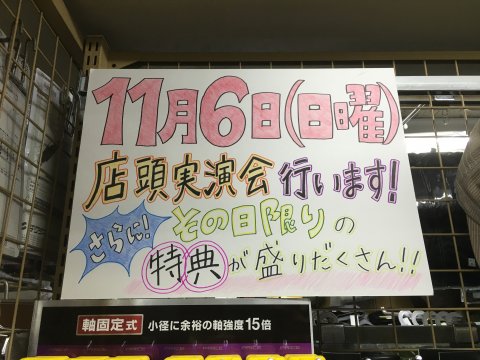 11月6日(日曜)
店頭実演会行います!
さらに!その日限りの
特典が盛りだくさん!!
軸固定式 小径に余裕の軸強度15倍